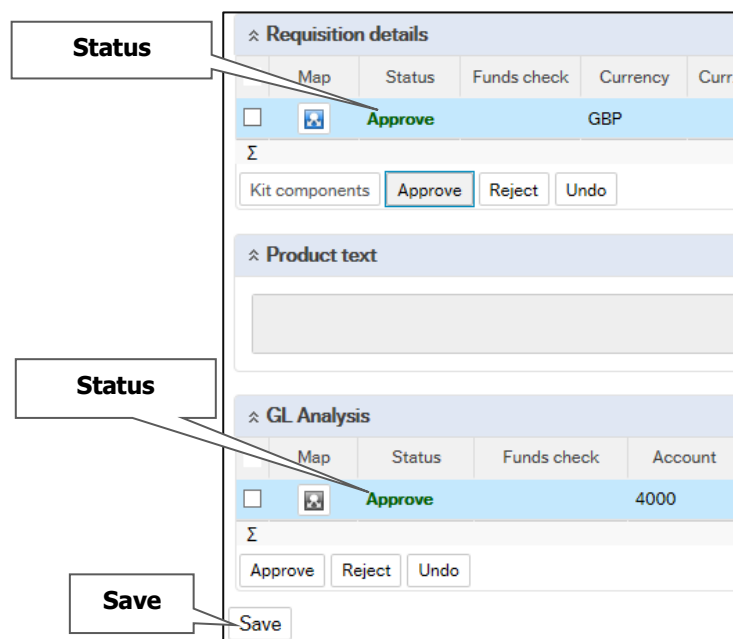 Status
Requisition details
Map Status Funds check Currency Curr
Approve GBP
Σ
Kit components Approve Reject Undo
Product text
Status
GL Analysis
Map Status Funds check Account
Approve 4000
Σ
Approve Reject Undo
Save
Save